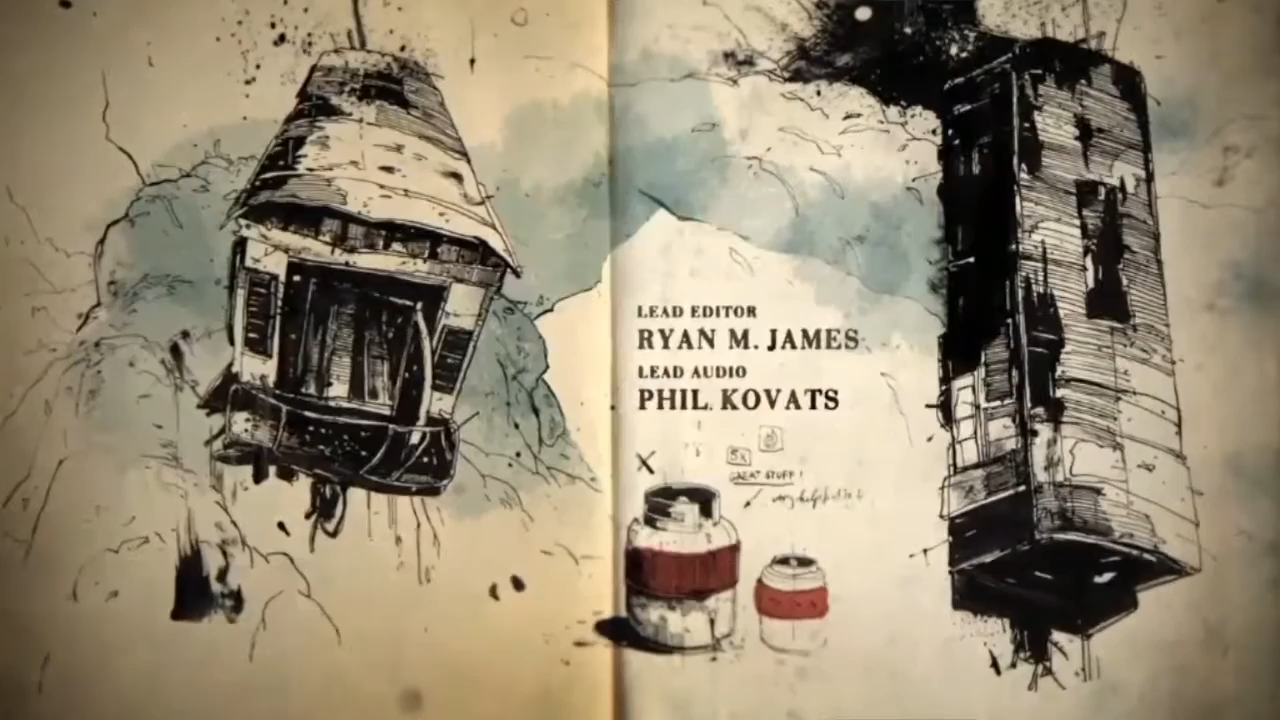 LEAD EDITOR
RYAN M. JAMES
LEAD AUDIO
PHIL KOVATS
5x
GREAT STUFF!